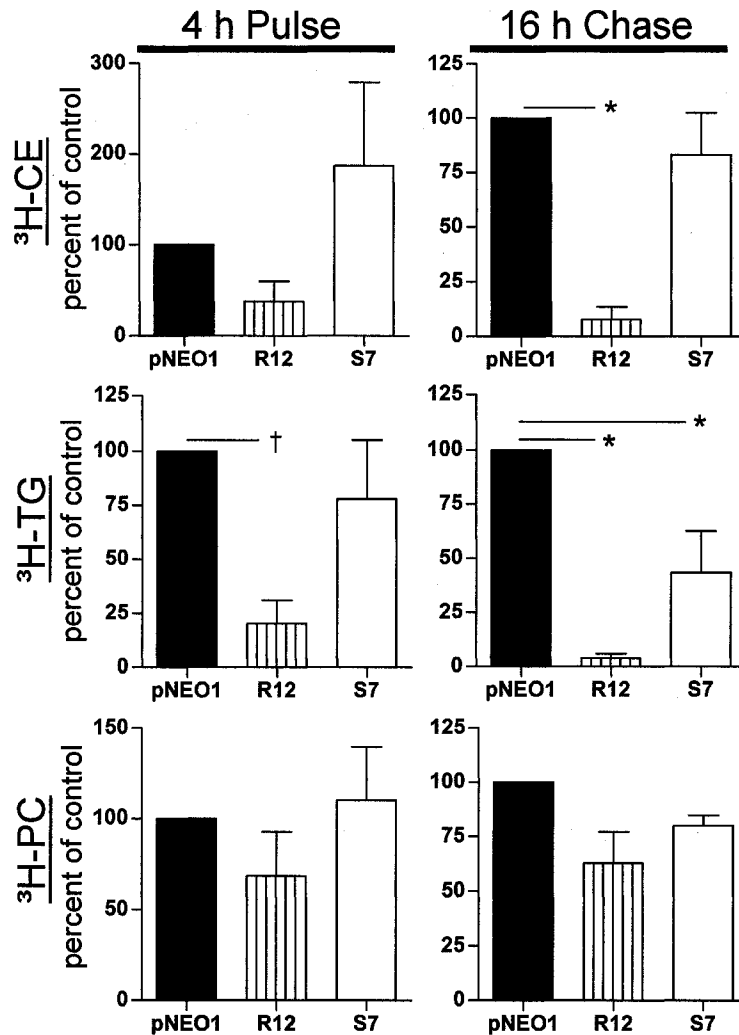 4 h Pulse
16 h Chase
³H-CE
percent of control
300
200
100
0
pNEO1 R12 S7
125
100
75
50
25
0
*
pNEO1 R12 S7
³H-TG
percent of control
125
100
75
50
25
0
†
pNEO1 R12 S7
125
100
75
50
25
0
*
*
pNEO1 R12 S7
³H-PC
percent of control
150
100
50
0
pNEO1 R12 S7
125
100
75
50
25
0
pNEO1 R12 S7